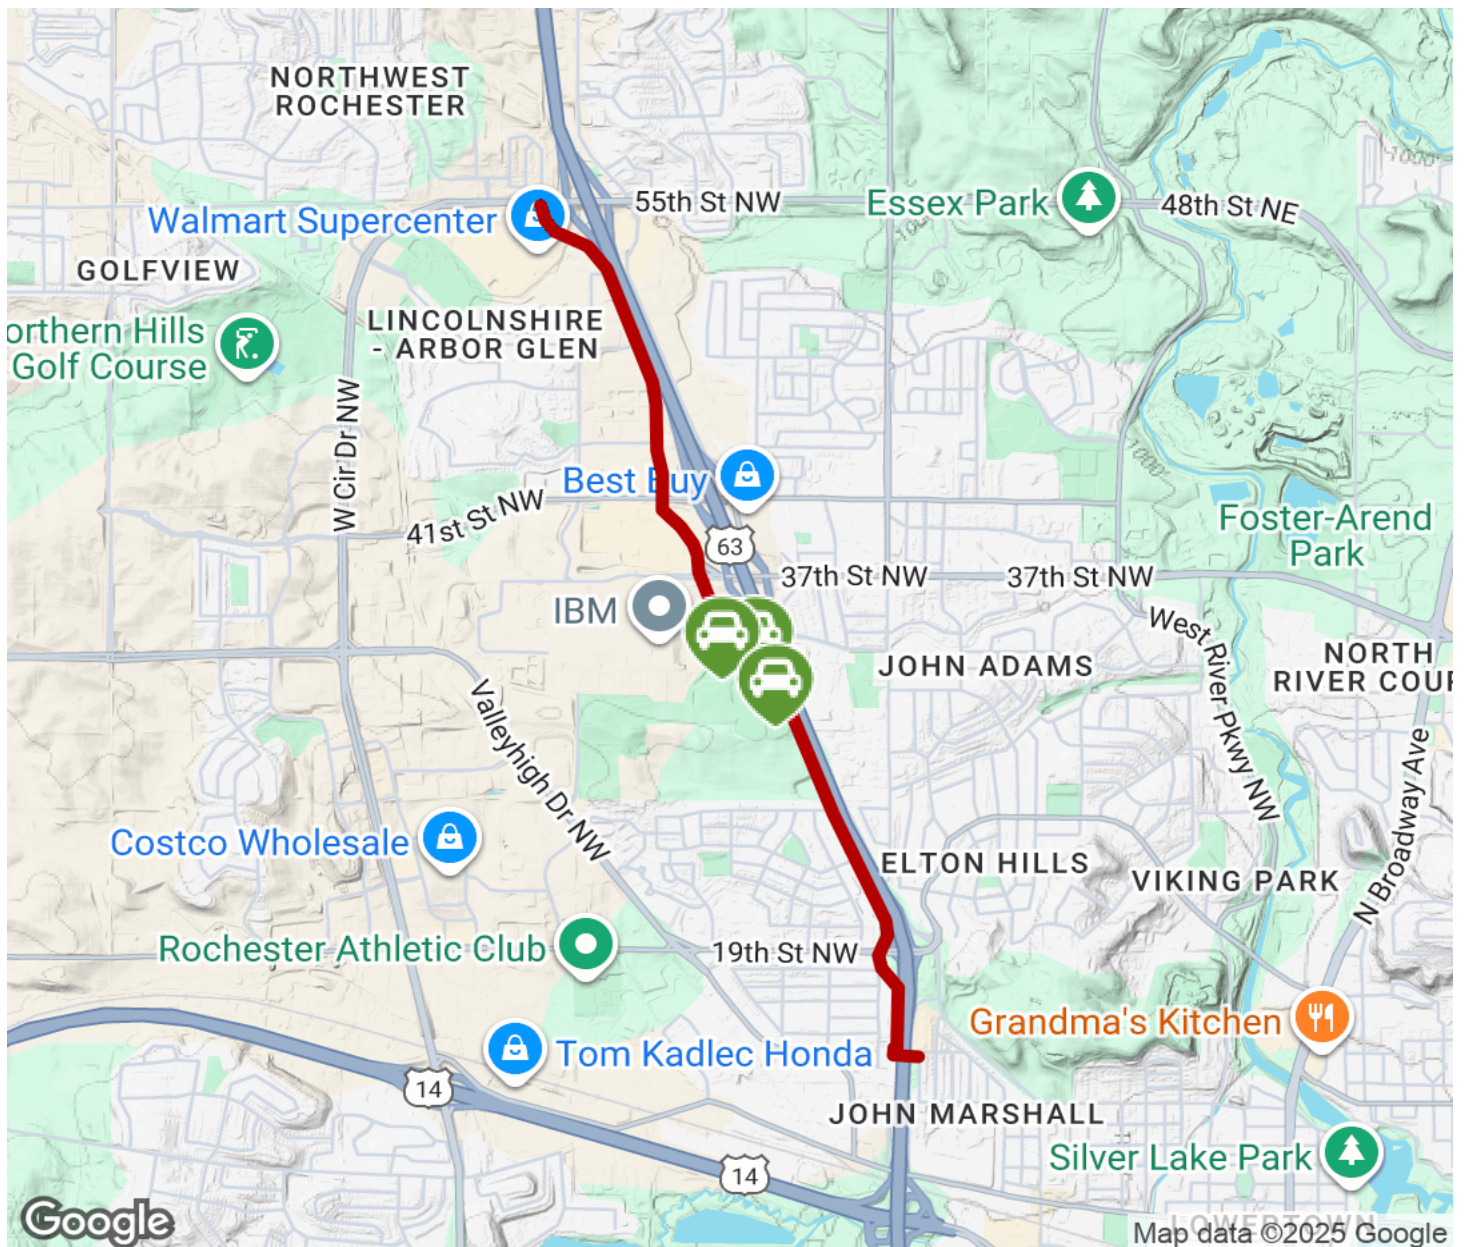 NORTHWEST
ROCHESTER
55th St NW
Essex Park
48th St NE
Walmart Supercenter
GOLFVIEW
LINCOLNSHIRE
- ARBOR GLEN
orthern Hills
Golf Course
W Cir Dr NW
1000
Best Buy
41st St NW
Foster-Arend
Park
63
37th St NW
37th St NW
IBM
West River Pkwy NW
NORTH
RIVER COUR
JOHN ADAMS
Valleyhigh Dr NW
N Broadway Ave
Costco Wholesale
ELTON HILLS
VIKING PARK
Rochester Athletic Club
19th St NW
Grandma's Kitchen
Tom Kadlec Honda
14
JOHN MARSHALL
Silver Lake Park
14
LOWERTOWN
Google
Map data ©2025 Google